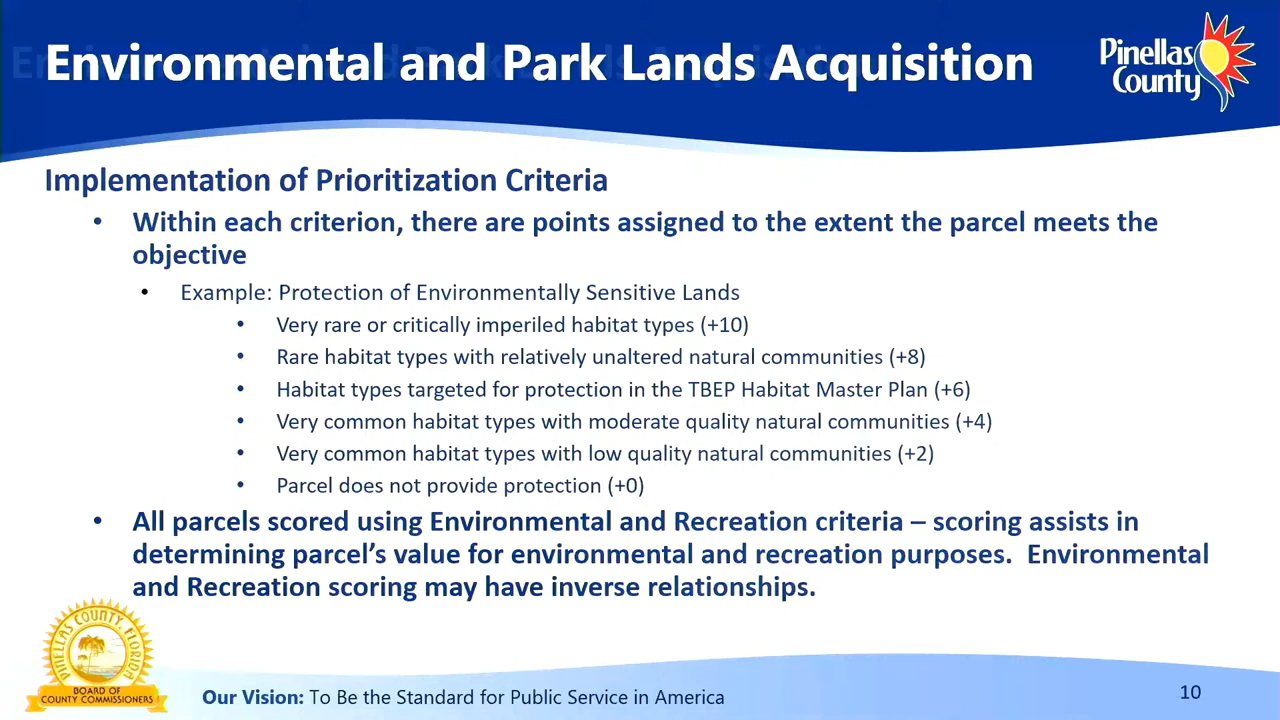 Environmental and Park Lands Acquisition
Pinellas
County
Implementation of Prioritization Criteria
• Within each criterion, there are points assigned to the extent the parcel meets the
objective
• Example: Protection of Environmentally Sensitive Lands
• Very rare or critically imperiled habitat types (+10)
• Rare habitat types with relatively unaltered natural communities (+8)
• Habitat types targeted for protection in the TBEP Habitat Master Plan (+6)
• Very common habitat types with moderate quality natural communities (+4)
• Very common habitat types with low quality natural communities (+2)
• Parcel does not provide protection (+0)
• All parcels scored using Environmental and Recreation criteria – scoring assists in
determining parcel’s value for environmental and recreation purposes.  Environmental
and Recreation scoring may have inverse relationships.
PINELLAS COUNTY, FLORIDA
BOARD OF
COUNTY COMMISSIONERS
Our Vision: To Be the Standard for Public Service in America
10